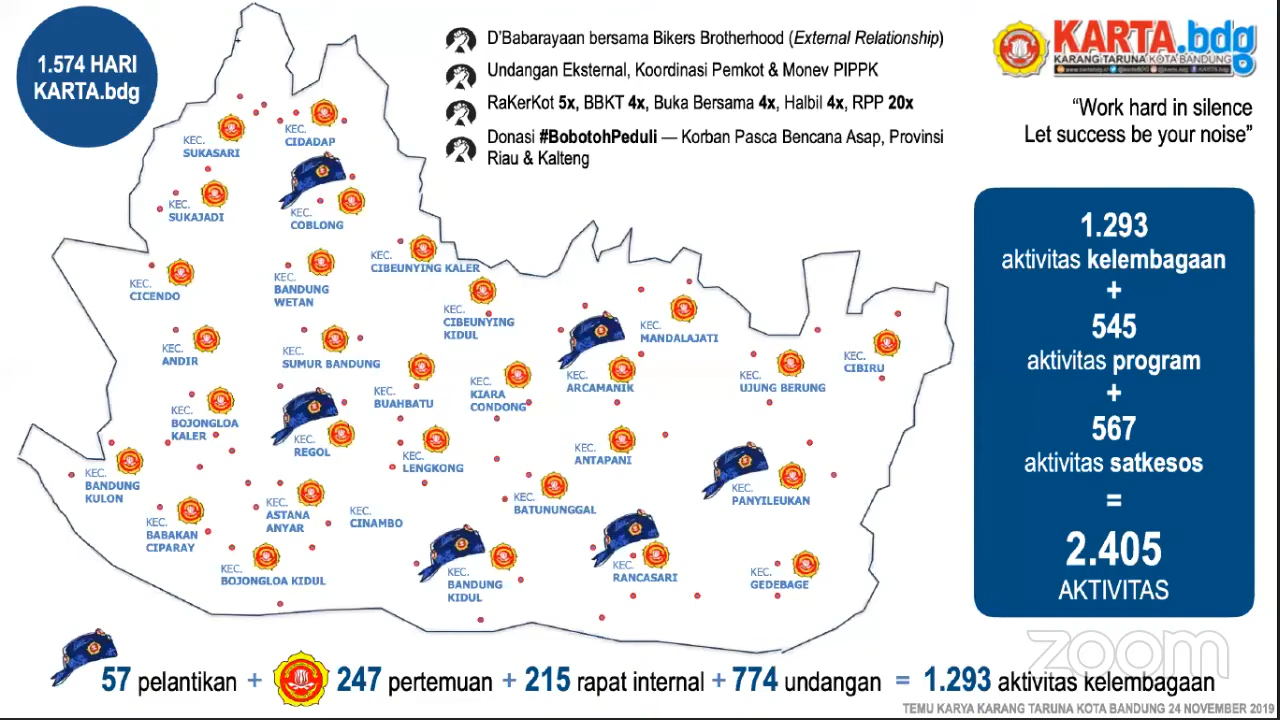 1.574 HARI
KARTA.bdg
D'Babarayaan bersama Bikers Brotherhood (External Relationship)
Undangan Eksternal, Koordinasi Pemkot & Monev PIPPK
RaKerKot 5x, BBKT 4x, Buka Bersama 4x, Halbil 4x, RPP 20x
Donasi #BobotohPeduli — Korban Pasca Bencana Asap, Provinsi
Riau & Kalteng
KARTA.bdg
KARANG TARUNA KOTA BANDUNG
“Work hard in silence
Let success be your noise”
KEC.
SUKASARI
KEC.
CIDADAP
KEC.
SUKAJADI
KEC.
COBLONG
KEC.
CIBEUNYING KALER
KEC.
CICENDO
KEC.
BANDUNG
WETAN
KEC.
CIBEUNYING
KIDUL
KEC.
MANDALAJATI
KEC.
ANDIR
KEC.
SUMUR BANDUNG
KEC.
BUAHBATU
KEC.
KIARA
CONDONG
KEC.
ARCAMANIK
KEC.
UJUNG BERUNG
KEC.
CIBIRU
KEC.
BOJONGLOA
KALER
KEC.
REGOL
KEC.
LENGKONG
KEC.
ANTAPANI
KEC.
BANDUNG
KULON
KEC.
PANYILEUKAN
KEC.
BABAKAN
CIPARAY
KEC.
ASTANA
ANYAR
KEC.
CINAMBO
KEC.
BATUNUNGGAL
KEC.
BOJONGLOA KIDUL
KEC.
BANDUNG
KIDUL
KEC.
RANCASARI
KEC.
GEDEBAGE
1.293
aktivitas kelembagaan
+
545
aktivitas program
+
567
aktivitas satkesos
=
2.405
AKTIVITAS
zoom
57 pelantikan + 247 pertemuan + 215 rapat internal + 774 undangan = 1.293 aktivitas kelembagaan
TEMU KARYA KARANG TARUNA KOTA BANDUNG 24 NOVEMBER 2019